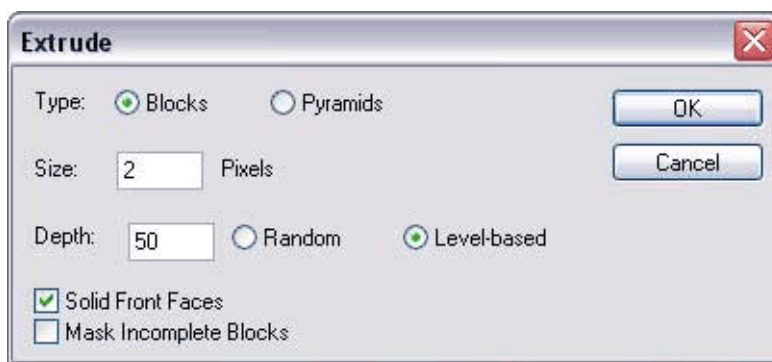 Extrude
Type: Blocks Pyramids OK
Size: 2 Pixels Cancel
Depth: 50 Random Level-based
Solid Front Faces
Mask Incomplete Blocks